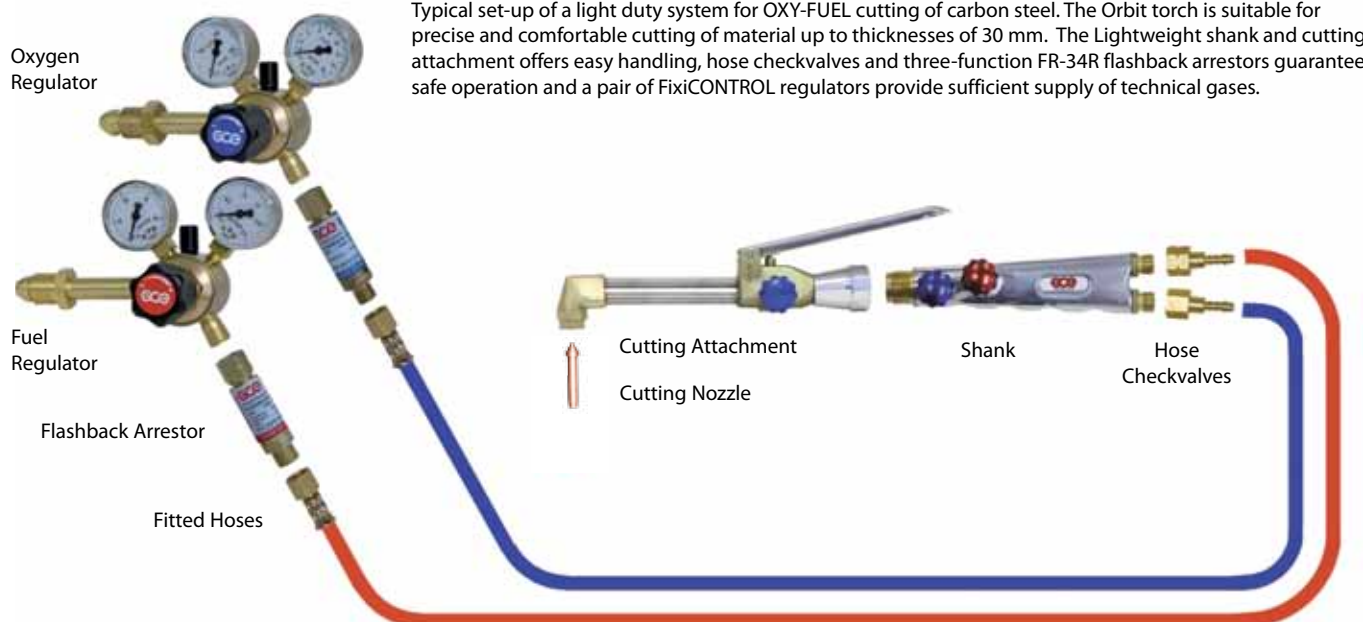 Typical set-up of a light duty system for OXY-FUEL cutting of carbon steel. The Orbit torch is suitable for
precise and comfortable cutting of material up to thicknesses of 30 mm. The Lightweight shank and cutting
attachment offers easy handling, hose checkvalves and three-function FR-34R flashback arrestors guarantee
safe operation and a pair of FixiCONTROL regulators provide sufficient supply of technical gases.
Oxygen
Regulator
GCE
GCE
GCE
Fuel
Regulator
GCE
Flashback Arrestor
Fitted Hoses
Cutting Attachment
Cutting Nozzle
GCE
Shank
Hose
Checkvalves